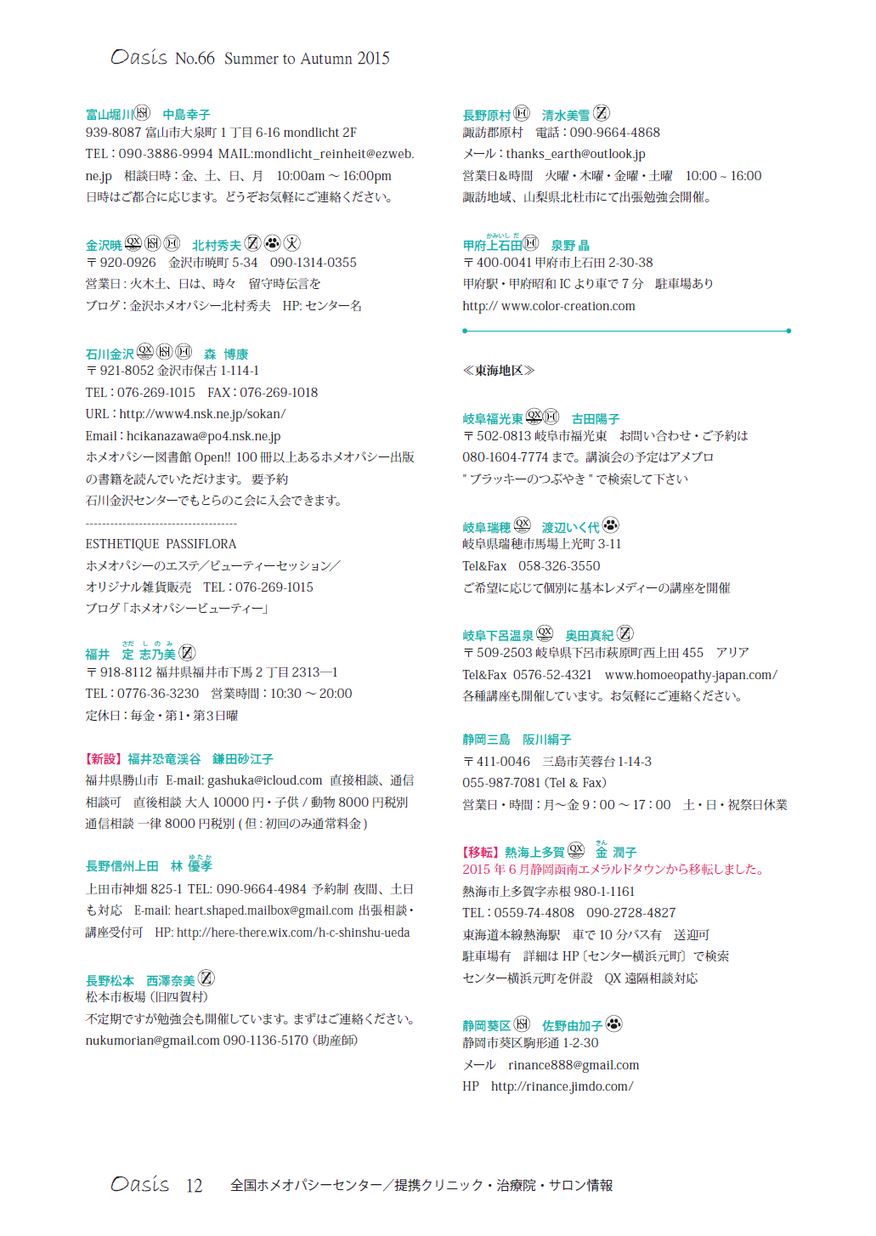 Oasis No.66 Summer to Autumn 2015
富山堀川 中島幸子
939-8087 富山市大泉町 1 丁目 6-16 mondlicht 2F
TEL：090-3886-9994 MAIL:mondlicht_reinheit@ezweb.
ne.jp 相談日時：金、土、日、月 10:00am ～ 16:00pm
日時はご都合に応じます。どうぞお気軽にご連絡ください。
金沢暁 QX 北村秀夫
〒 920-0926 金沢市暁町 5-34 090-1314-0355
営業日：火木土、日は、時々 留守時伝言を
ブログ：金沢ホメオパシー北村秀夫 HP: センター名
石川金沢 QX 森 博康
〒 921-8052 金沢市保古 1-114-1
TEL：076-269-1015 FAX：076-269-1018
URL：http://www4.nsk.ne.jp/sokan/
Email：hcikanazawa@po4.nsk.ne.jp
ホメオパシー図書館 Open!! 100 冊以上あるホメオパシー出版
の書籍を読んでいただけます。 要予約
石川金沢センターでもとらのこ会に入会できます。
-------------------------------------
ESTHETIQUE PASSIFLORA
ホメオパシーのエステ／ビューティーセッション／
オリジナル雑貨販売 TEL：076-269-1015
ブログ「ホメオパシービューティー」
さだ し の み
福井 定 志乃美
〒 918-8112 福井県福井市下馬 2 丁目 2313―1
TEL：0776-36-3230 営業時間：10:30 ～ 20:00
定休日：毎金・第1・第3日曜
【新設】福井恐竜渓谷 鎌田砂江子
福井県勝山市 E-mail: gashuka@icloud.com 直接相談、通信
相談可 直後相談 大人 10000 円・子供 / 動物 8000 円税別
通信相談 一律 8000 円税別 ( 但 : 初回のみ通常料金 )
ゆたか
長野信州上田 林 優孝
上田市神畑 825-1 TEL: 090-9664-4984 予約制 夜間、土日
も対応 E-mail: heart.shaped.mailbox@gmail.com 出張相談・
講座受付可 HP: http://here-there.wix.com/h-c-shinshu-ueda
長野松本 西澤奈美
松本市板場（旧四賀村）
不定期ですが勉強会も開催しています。まずはご連絡ください。
nukumorian@gmail.com 090-1136-5170（助産師）
長野原村 清水美雪
諏訪郡原村 電話：090-9664-4868
メール：thanks_earth@outlook.jp
営業日&時間 火曜・木曜・金曜・土曜 10:00 ~ 16:00
諏訪地域、山梨県北杜市にて出張勉強会開催。
かみいし だ
甲府上石田 泉野 晶
〒 400-0041 甲府市上石田 2-30-38
甲府駅・甲府昭和 IC より車で 7 分 駐車場あり
http:// www.color-creation.com
≪東海地区≫
岐阜福光東 QX 古田陽子
〒 502-0813 岐阜市福光東 お問い合わせ・ご予約は
080-1604-7774 まで。講演会の予定はアメブロ
" ブラッキーのつぶやき " で検索して下さい
岐阜瑞穂 QX 渡辺いく代
岐阜県瑞穂市馬場上光町 3-11
Tel&Fax 058-326-3550
ご希望に応じて個別に基本レメディーの講座を開催
岐阜下呂温泉 QX 奥田真紀
〒 509-2503 岐阜県下呂市萩原町西上田 455 アリア
Tel&Fax 0576-52-4321 www.homoeopathy-japan.com/
各種講座も開催しています。お気軽にご連絡ください。
静岡三島 阪川絹子
〒 411-0046 三島市芙蓉台 1-14-3
055-987-7081（Tel & Fax）
営業日・時間：月～金 9：00 ～ 17：00 土・日・祝祭日休業
きん
【移転】熱海上多賀 QX 金 潤子
2015 年 6 月静岡函南エメラルドタウンから移転しました。
熱海市上多賀字赤根 980-1-1161
TEL：0559-74-4808 090-2728-4827
東海道本線熱海駅 車で 10 分バス有 送迎可
駐車場有 詳細は HP〔センター横浜元町〕で検索
センター横浜元町を併設 QX 遠隔相談対応
静岡葵区 佐野由加子
静岡市葵区駒形通 1-2-30
メール rinance888@gmail.com
HP http://rinance.jimdo.com/
Oasis 12 全国ホメオパシーセンター／提携クリニック・治療院・サロン情報